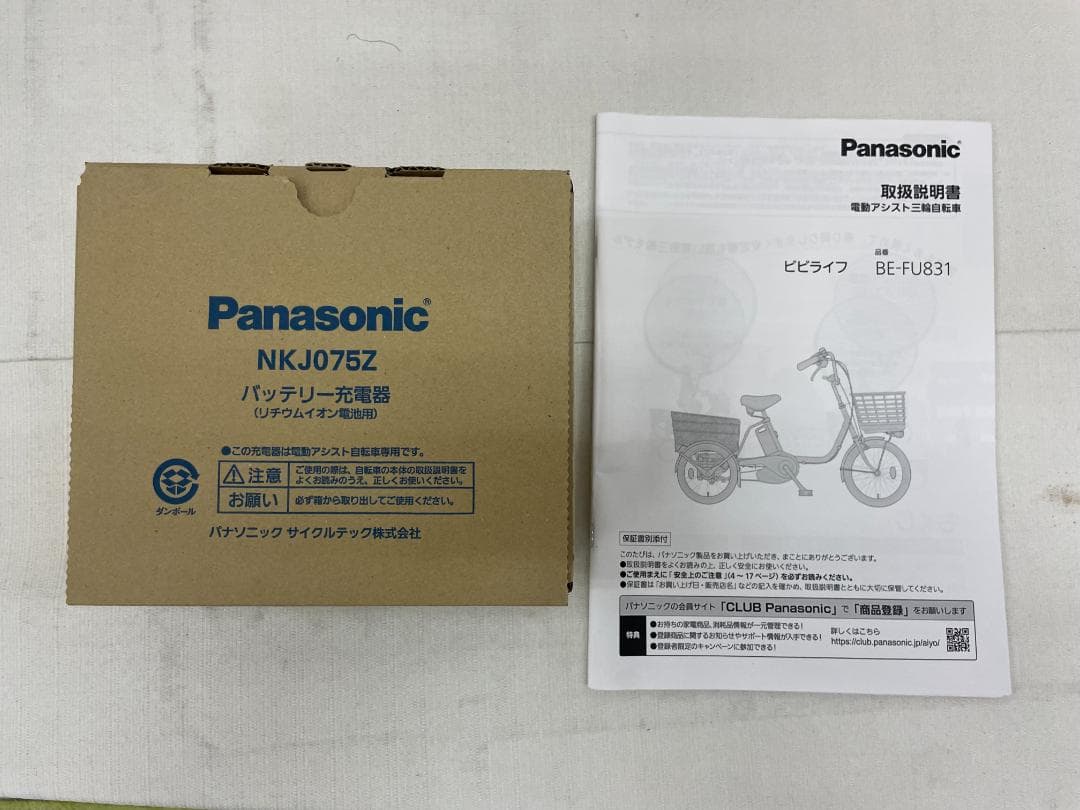 Panasonic®
NKJ075Z
バッテリー充電器
(リチウムイオン電池用)
●この充電器は電動アシスト自転車専用です。
注意
ご使用の際は、自転車の本体の取扱説明書を
よくお読みのうえ、正しくお使いください。
お願い
必ず箱から取り出してご使用ください。
ダンボール
パナソニック サイクルテック株式会社
Panasonic®
取扱説明書
電動アシスト三輪自転車
品番
ビビライフ BE-FU831
保証書別添付
このたびは、パナソニック製品をお買い上げいただき、まことにありがとうございます。
●取扱説明書をよくお読みの上、正しく安全にお使いください。
●ご使用まえに「安全上のご注意」(4～17ページ)を必ずお読みください。
●保証書は「お買い上げ日・販売店名」などの記入を確かめ、取扱説明書とともに大切に保管してください。
パナソニックの会員サイト「CLUB Panasonic」で「商品登録」をお願いします
特典
●お持ちの家電商品、消耗品情報が一元管理できる!
●登録商品に関するお知らせやサポート情報が入手できる!
●登録者限定のキャンペーンに参加できる!
詳しくはこちら
https://club.panasonic.jp/aiyo/